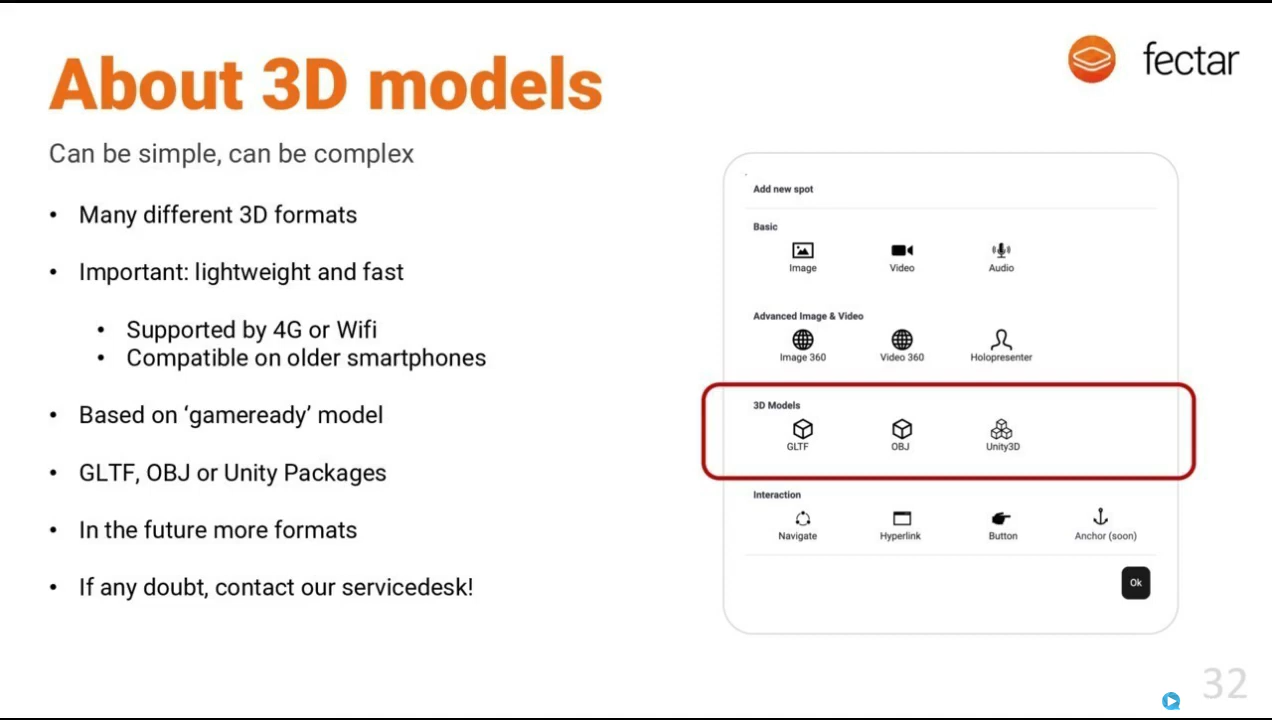 About 3D models
fectar
Can be simple, can be complex
• Many different 3D formats
• Important: lightweight and fast
• Supported by 4G or Wifi
• Compatible on older smartphones
• Based on ‘gameready’ model
• GLTF, OBJ or Unity Packages
• In the future more formats
• If any doubt, contact our servicedesk!
Add new spot
Basic
Image Video Audio
Advanced Image & Video
Image 360 Video 360 Holopresenter
3D Models
GLTF OBJ Unity3D
Interaction
Navigate Hyperlink Button Anchor (soon)
Ok
32